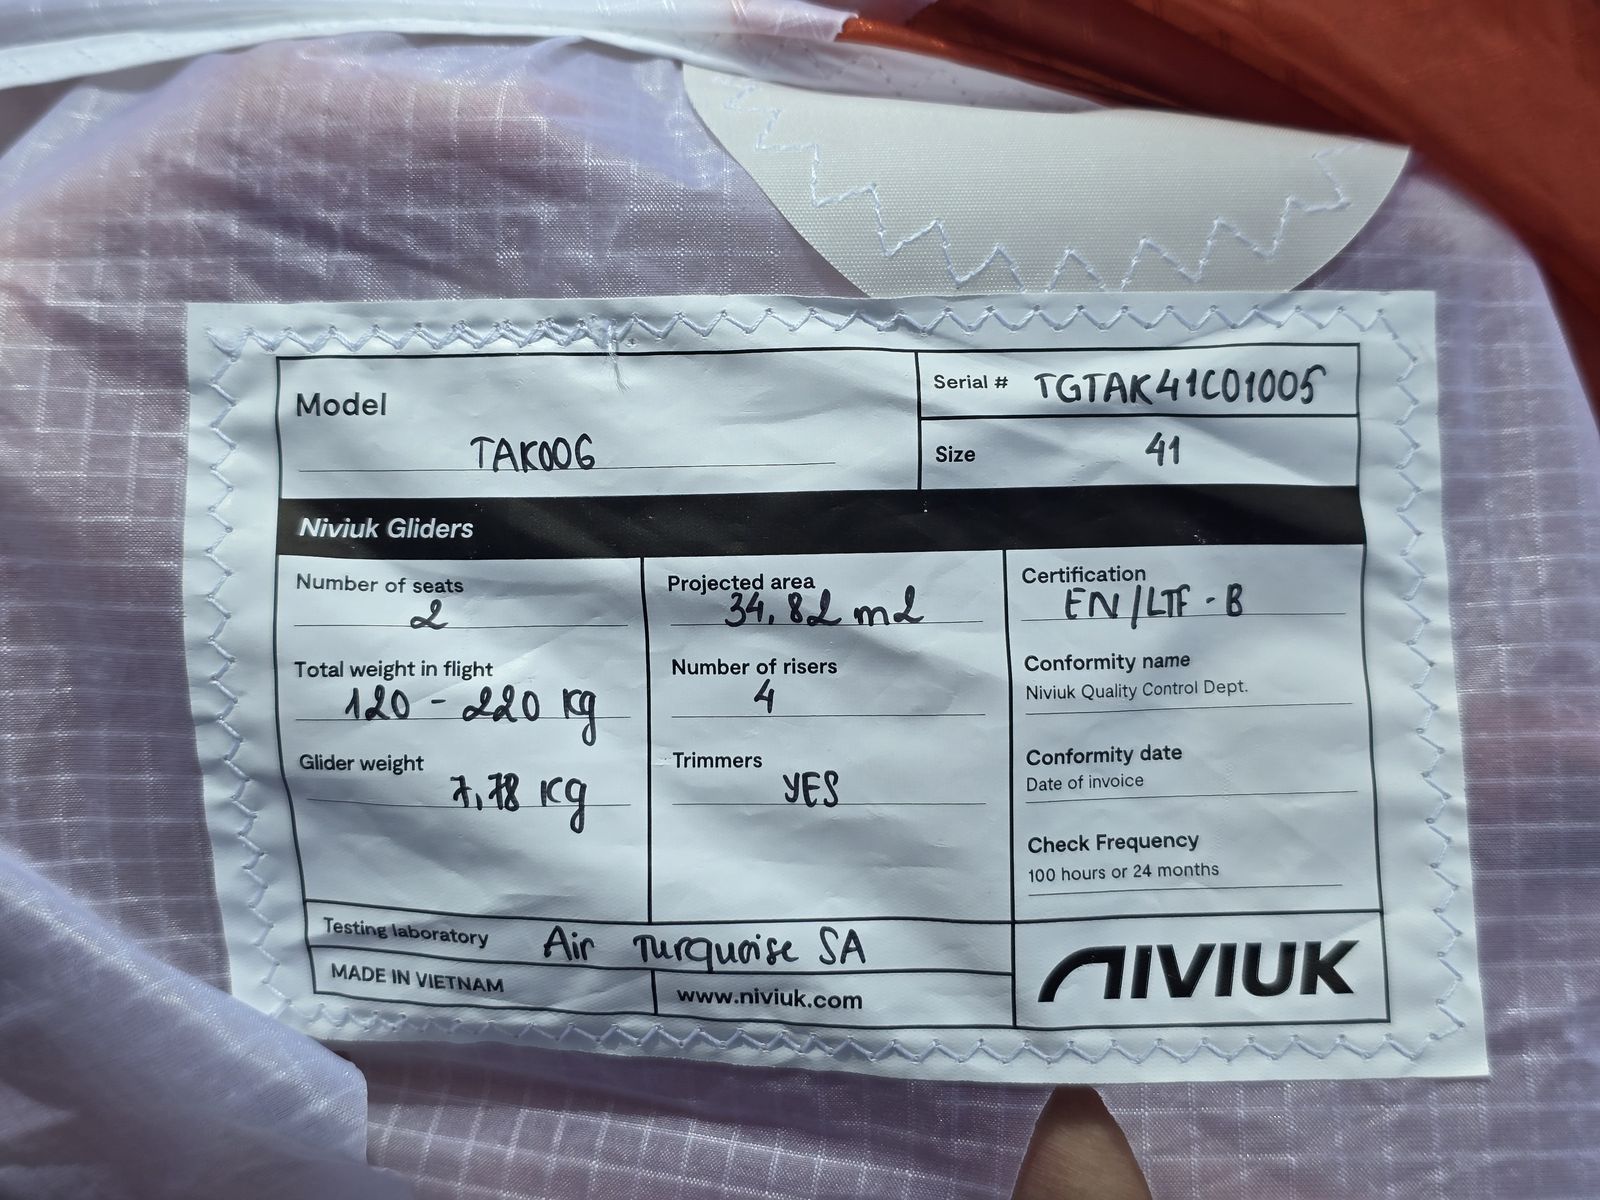 Model
TAKOO6
Serial # TGTAK41C01005
Size 41
Niviuk Gliders
Number of seats
2
Total weight in flight
120 - 220 kg
Glider weight
7,78 kg
Projected area
34,82 m2
Number of risers
4
Trimmers
YES
Certification
EN/LTF - B
Conformity name
Niviuk Quality Control Dept.
Conformity date
Date of invoice
Check Frequency
100 hours or 24 months
Testing laboratory Air Turquoise SA
MADE IN VIETNAM
www.niviuk.com
NIVIUK